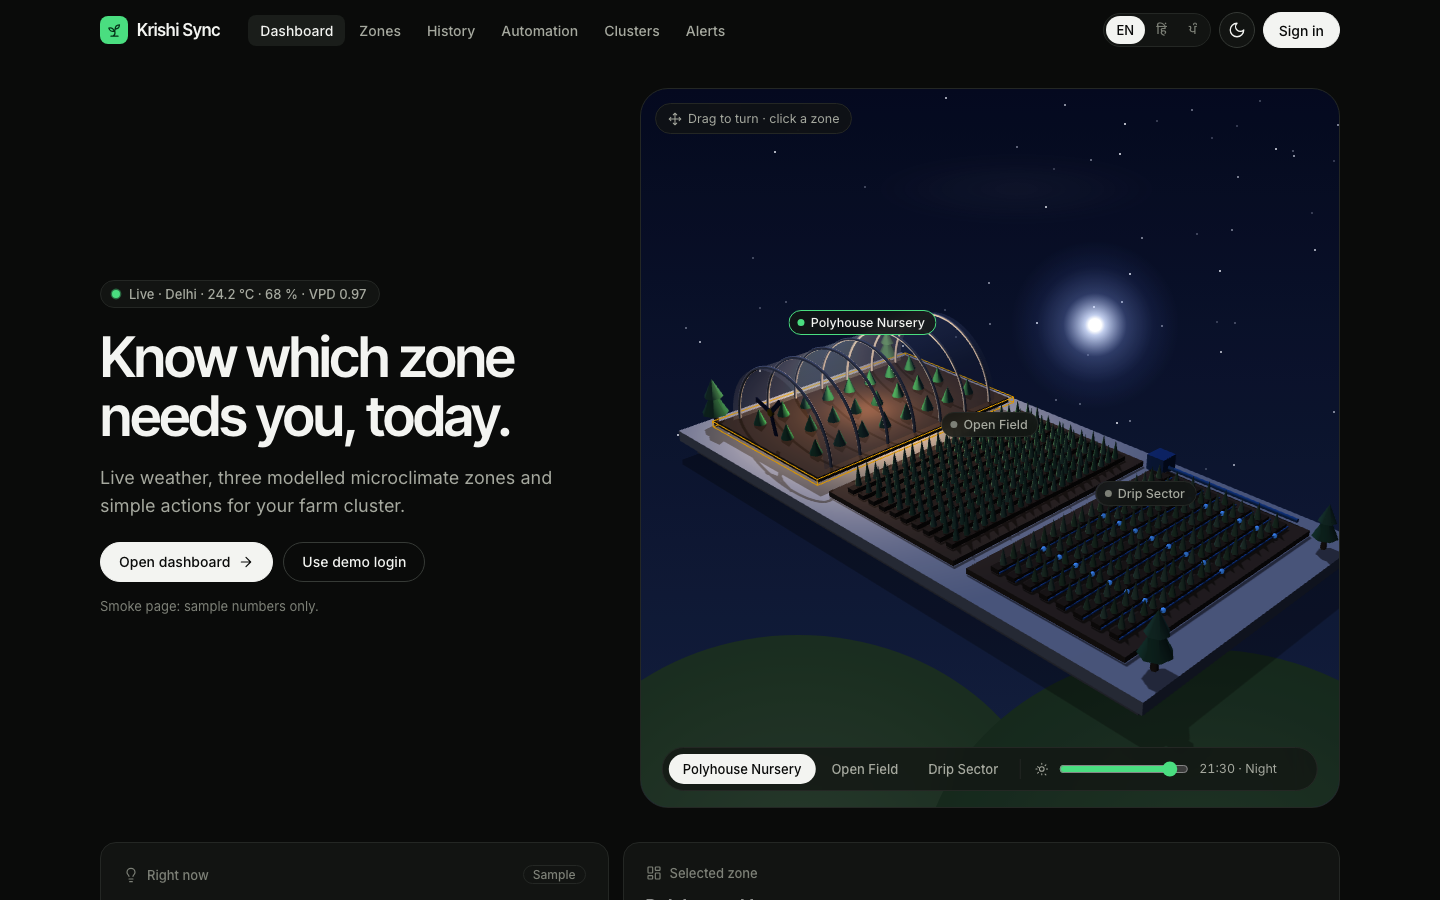 Krishi Sync
Dashboard
Zones
History
Automation
Clusters
Alerts
EN
हिं
ਪੰ
Sign in
Drag to turn · click a zone
Live · Delhi · 24.2 °C · 68 % · VPD 0.97
Know which zone
needs you, today.
Live weather, three modelled microclimate zones and
simple actions for your farm cluster.
Open dashboard
Use demo login
Smoke page: sample numbers only.
Polyhouse Nursery
Open Field
Drip Sector
Polyhouse Nursery
Open Field
Drip Sector
21:30 · Night
Right now
Sample
Selected zone